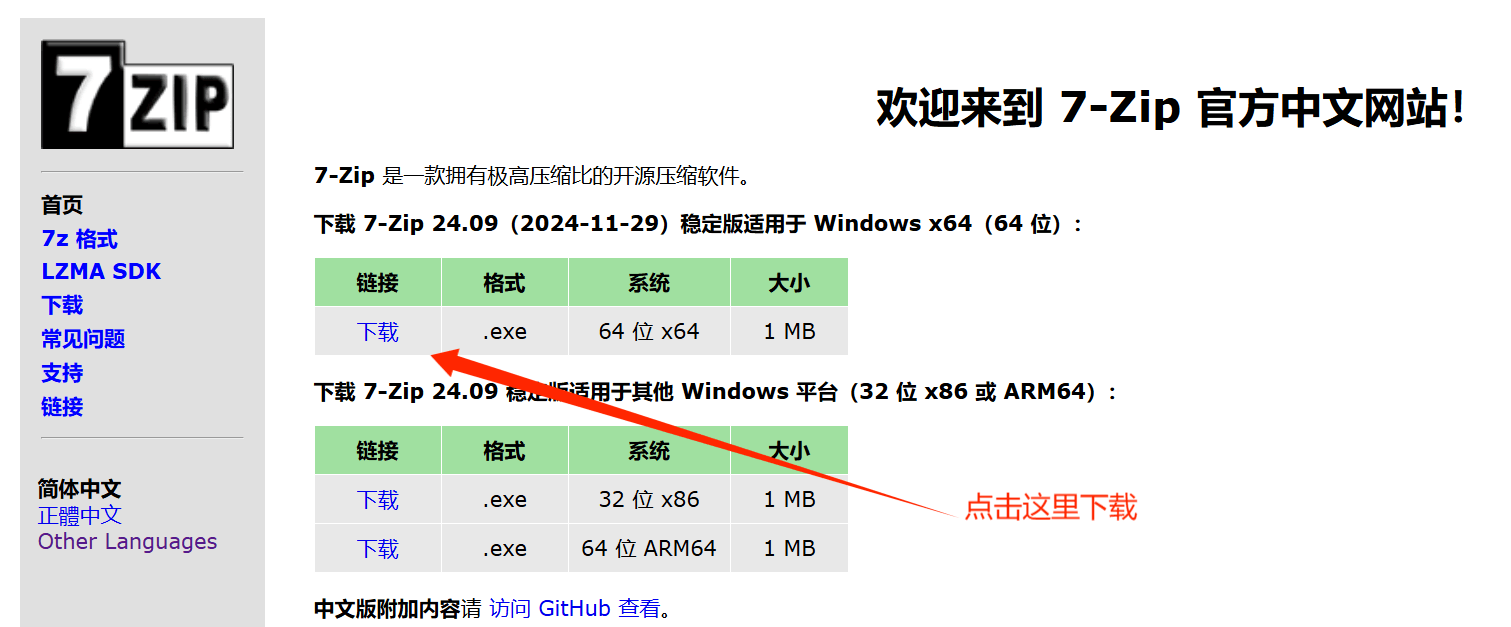 7 ZIP
欢迎来到 7-Zip 官方中文网站！
7-Zip 是一款拥有极高压缩比的开源压缩软件。
首页
7z 格式
LZMA SDK
下载
常见问题
支持
链接
简体中文
正體中文
Other Languages
下载 7-Zip 24.09（2024-11-29）稳定版适用于 Windows x64（64 位）：
链接 格式 系统 大小
下载 .exe 64 位 x64 1 MB
下载 7-Zip 24.09 稳定版适用于其他 Windows 平台（32 位 x86 或 ARM64）：
链接 格式 系统 大小
下载 .exe 32 位 x86 1 MB
下载 .exe 64 位 ARM64 1 MB
点击这里下载
中文版附加内容请 访问 GitHub 查看。